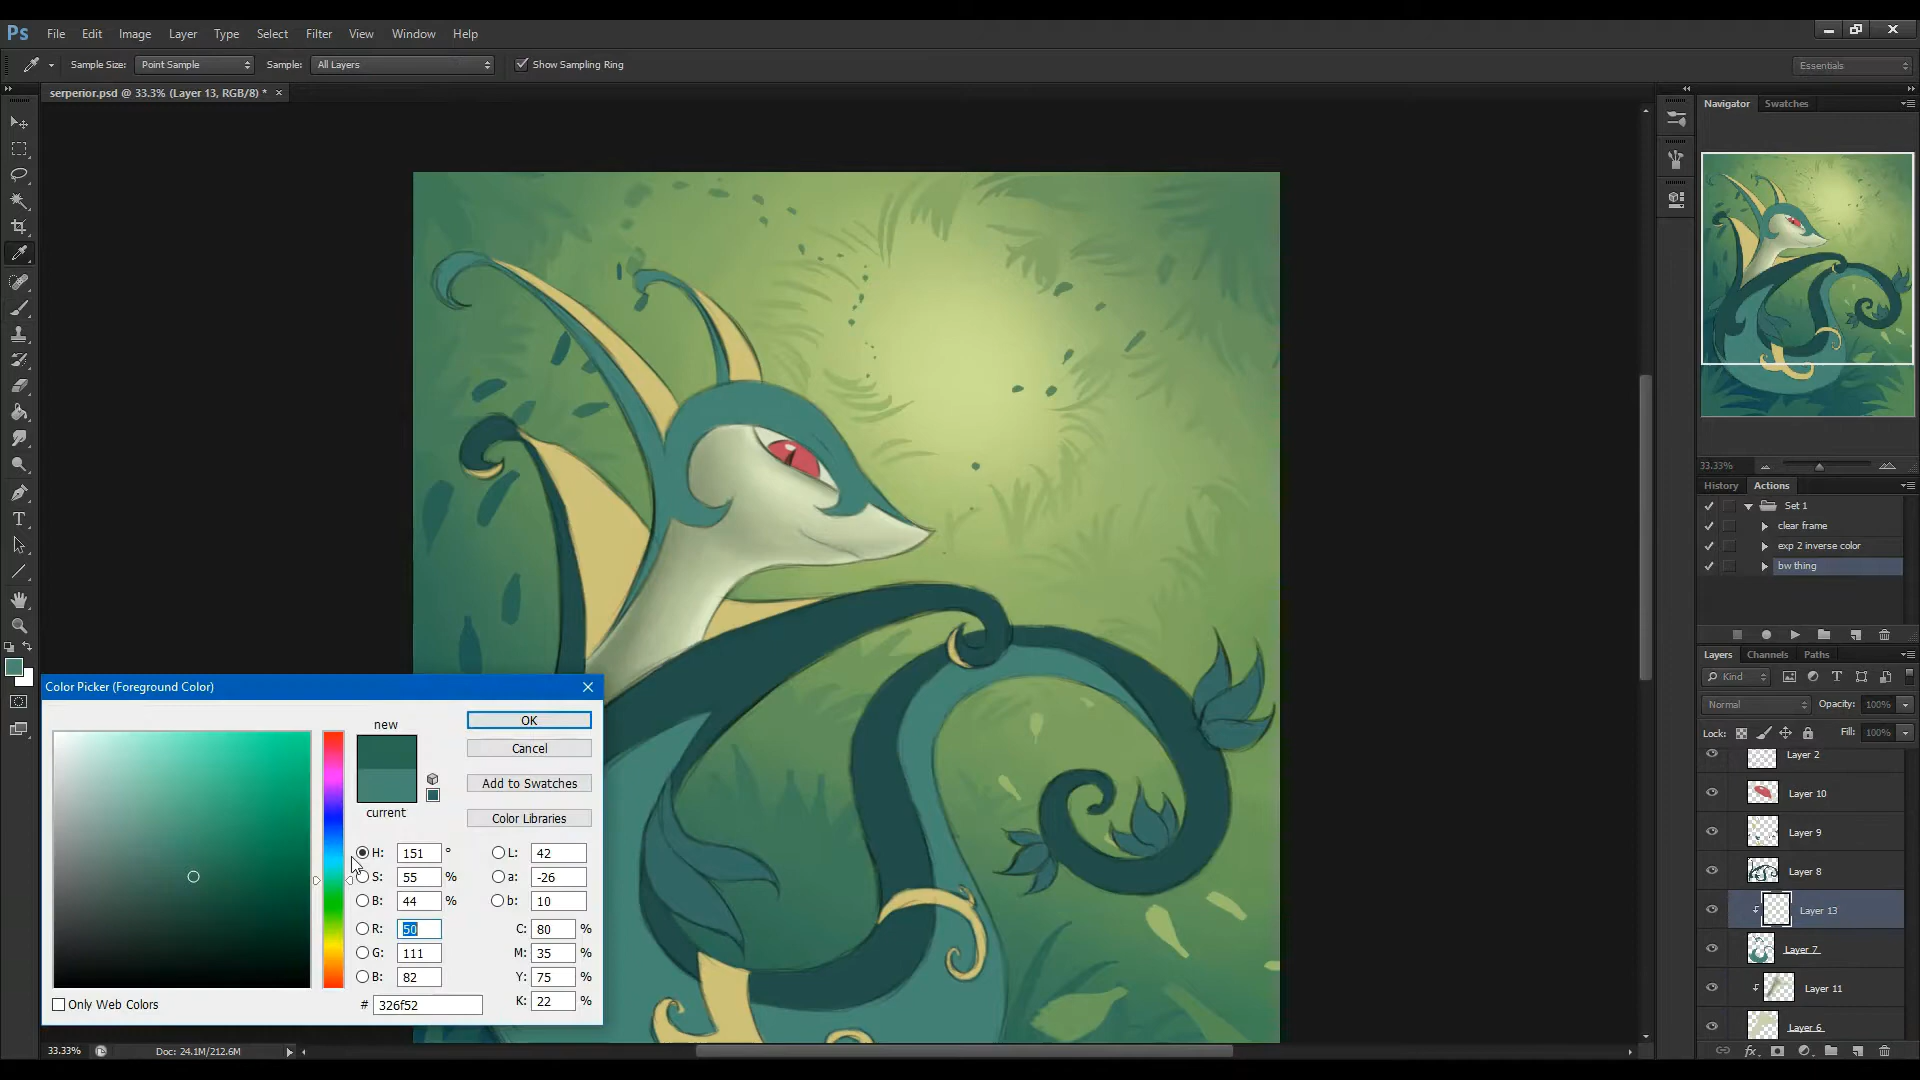 Ps File Edit Image Layer Type Select Filter View Window Help
Sample Size: Point Sample Sample: All Layers Show Sampling Ring Essentials
serperior.psd @ 33.3% (Layer 13, RGB/8) * ×
Navigator Swatches
33.33%
History Actions
Set 1
clear frame
exp 2 inverse color
bw thing
Layers Channels Paths
Kind
Normal Opacity: 100%
Lock: Fill: 100%
Layer 2
Layer 10
Layer 9
Layer 8
Layer 13
Layer 7
Layer 11
Layer 6
Color Picker (Foreground Color)
new
current
OK
Cancel
Add to Swatches
Color Libraries
H: 151 ° L: 42
S: 55 % a: -26
B: 44 % b: 10
R: 50 C: 80 %
G: 111 M: 35 %
B: 82 Y: 75 %
# 326f52 K: 22 %
Only Web Colors
33.33% Doc: 24.1M/212.6M